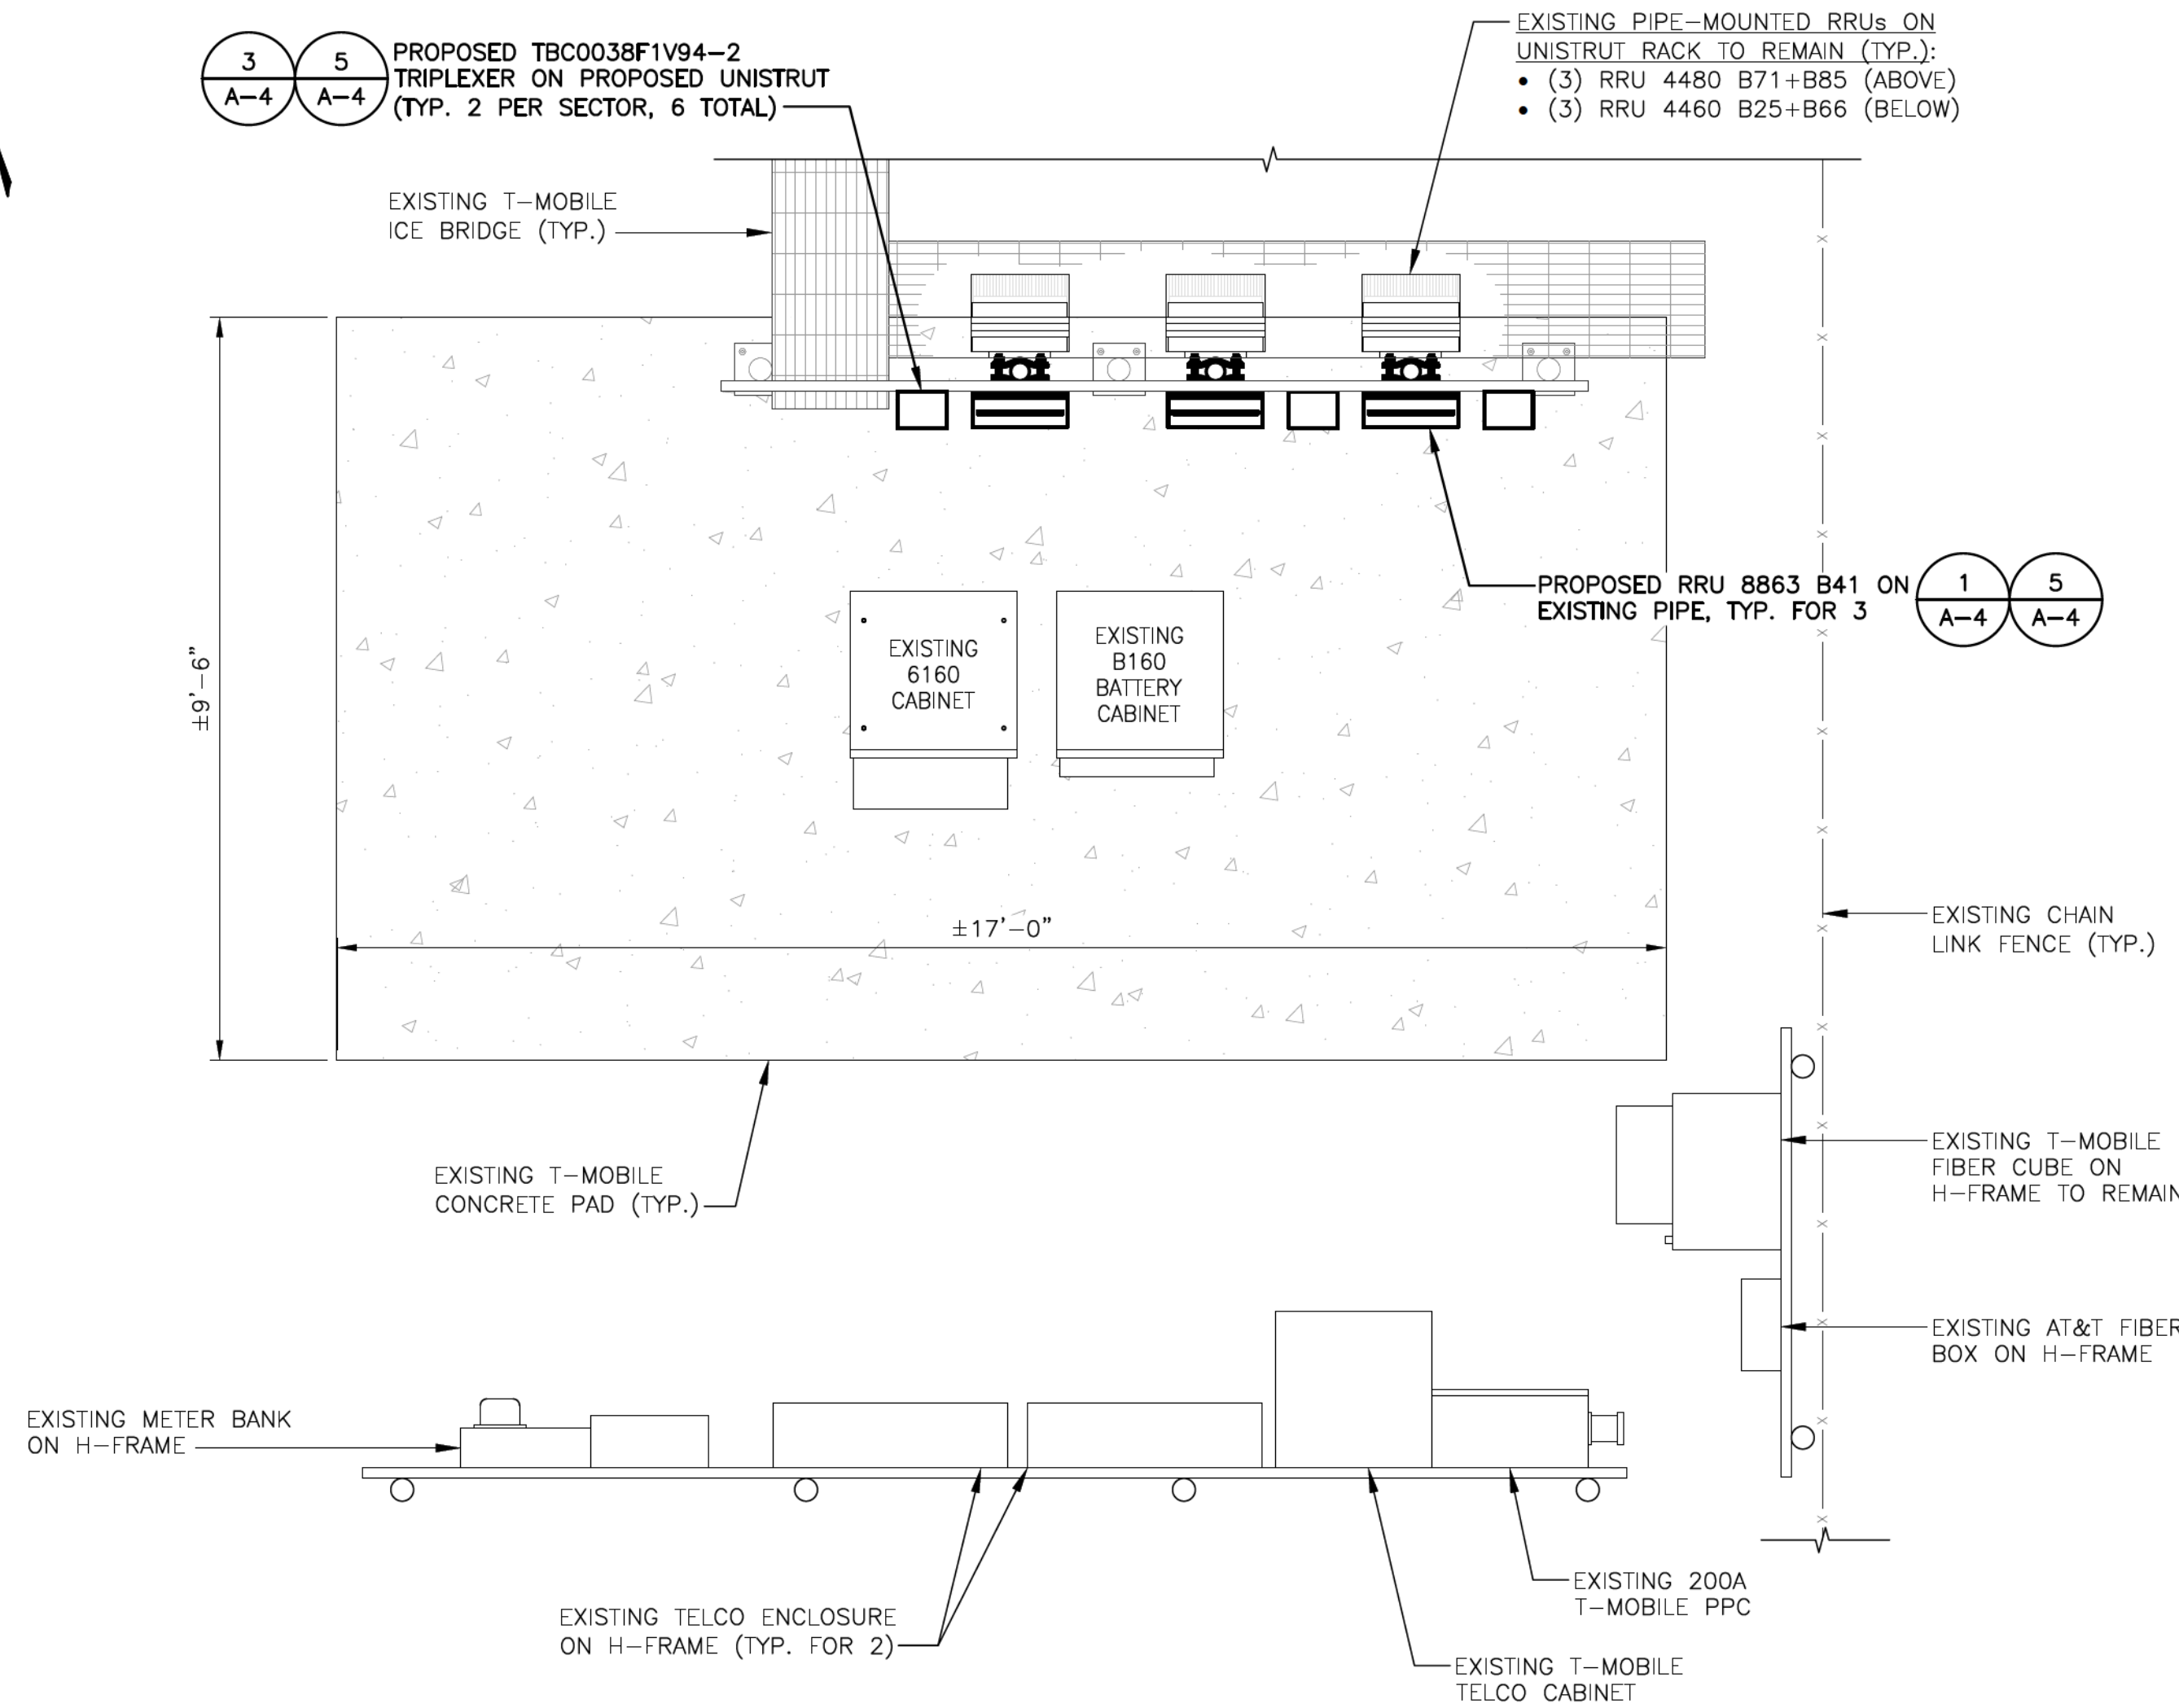 3
A-4
5
A-4
PROPOSED TBC0038F1V94-2
TRIPLEXER ON PROPOSED UNISTRUT
(TYP. 2 PER SECTOR, 6 TOTAL)
EXISTING PIPE-MOUNTED RRUs ON
UNISTRUT RACK TO REMAIN (TYP.):
• (3) RRU 4480 B71+B85 (ABOVE)
• (3) RRU 4460 B25+B66 (BELOW)
EXISTING T-MOBILE
ICE BRIDGE (TYP.)
PROPOSED RRU 8863 B41 ON
EXISTING PIPE, TYP. FOR 3
1
A-4
5
A-4
EXISTING
6160
CABINET
EXISTING
B160
BATTERY
CABINET
±9'-6"
±17'-0"
EXISTING CHAIN
LINK FENCE (TYP.)
EXISTING T-MOBILE
CONCRETE PAD (TYP.)
EXISTING T-MOBILE
FIBER CUBE ON
H-FRAME TO REMAIN
EXISTING AT&T FIBER
BOX ON H-FRAME
EXISTING METER BANK
ON H-FRAME
EXISTING TELCO ENCLOSURE
ON H-FRAME (TYP. FOR 2)
EXISTING 200A
T-MOBILE PPC
EXISTING T-MOBILE
TELCO CABINET